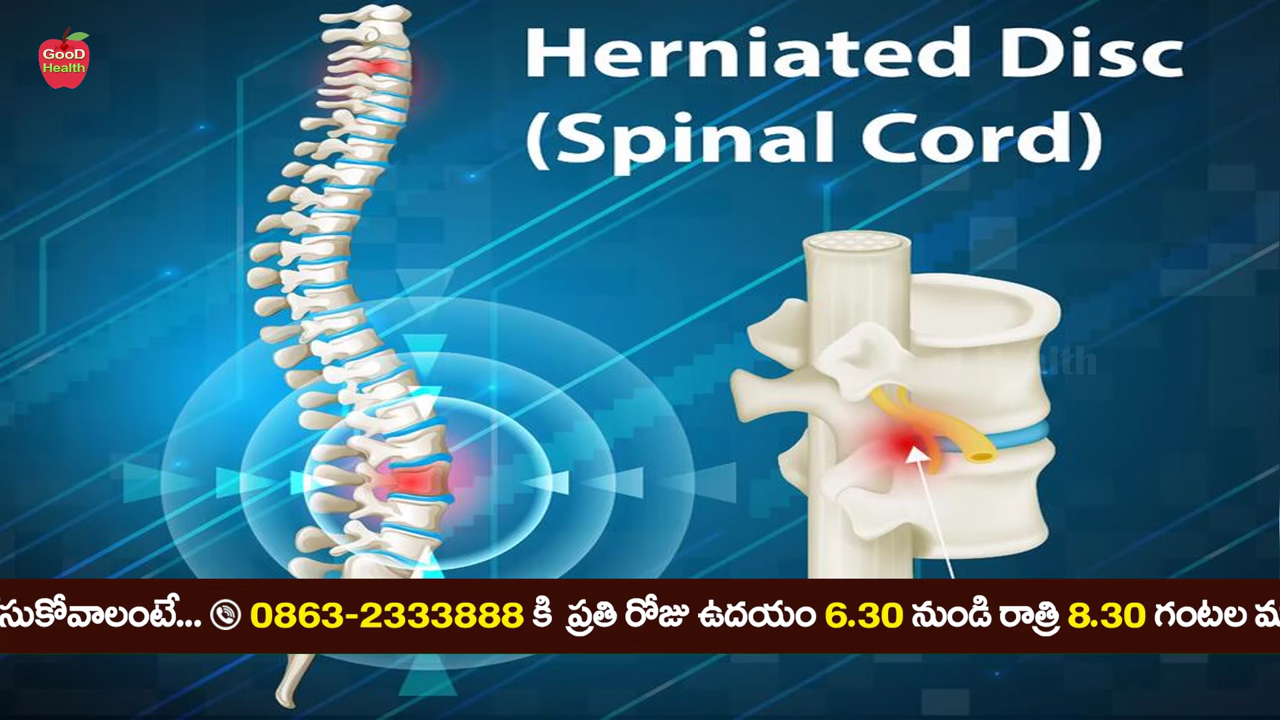 GooD
Health
Herniated Disc
(Spinal Cord)
0863-2333888 కి ప్రతి రోజు ఉదయం 6.30 నుండి రాత్రి 8.30 గంటల